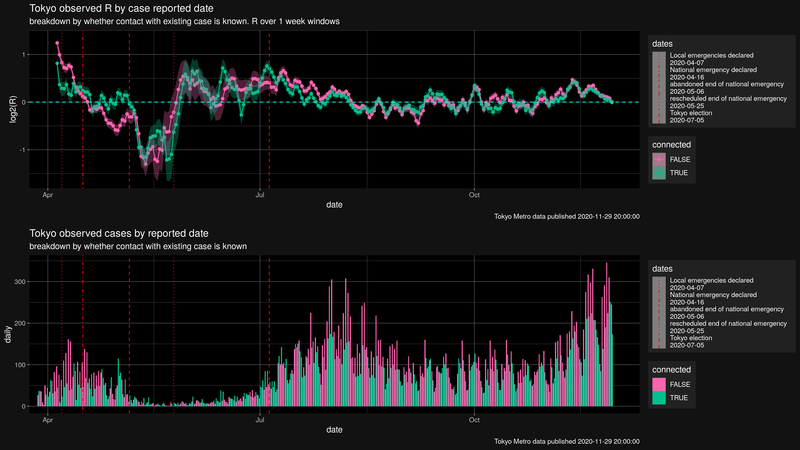 Tokyo observed R by case reported date
breakdown by whether contact with existing case is known. R over 1 week windows
log2(R)
1
0
-1
Apr
Jul
Oct
date
Tokyo Metro data published 2020-11-29 20:00:00
dates
Local emergencies declared
2020-04-07
National emergency declared
2020-04-16
abandoned end of national emergency
2020-05-06
rescheduled end of national emergency
2020-05-25
Tokyo election
2020-07-05
connected
FALSE
TRUE
Tokyo observed cases by reported date
breakdown by whether contact with existing case is known
daily
300
200
100
0
Apr
Jul
Oct
date
Tokyo Metro data published 2020-11-29 20:00:00
dates
Local emergencies declared
2020-04-07
National emergency declared
2020-04-16
abandoned end of national emergency
2020-05-06
rescheduled end of national emergency
2020-05-25
Tokyo election
2020-07-05
connected
FALSE
TRUE